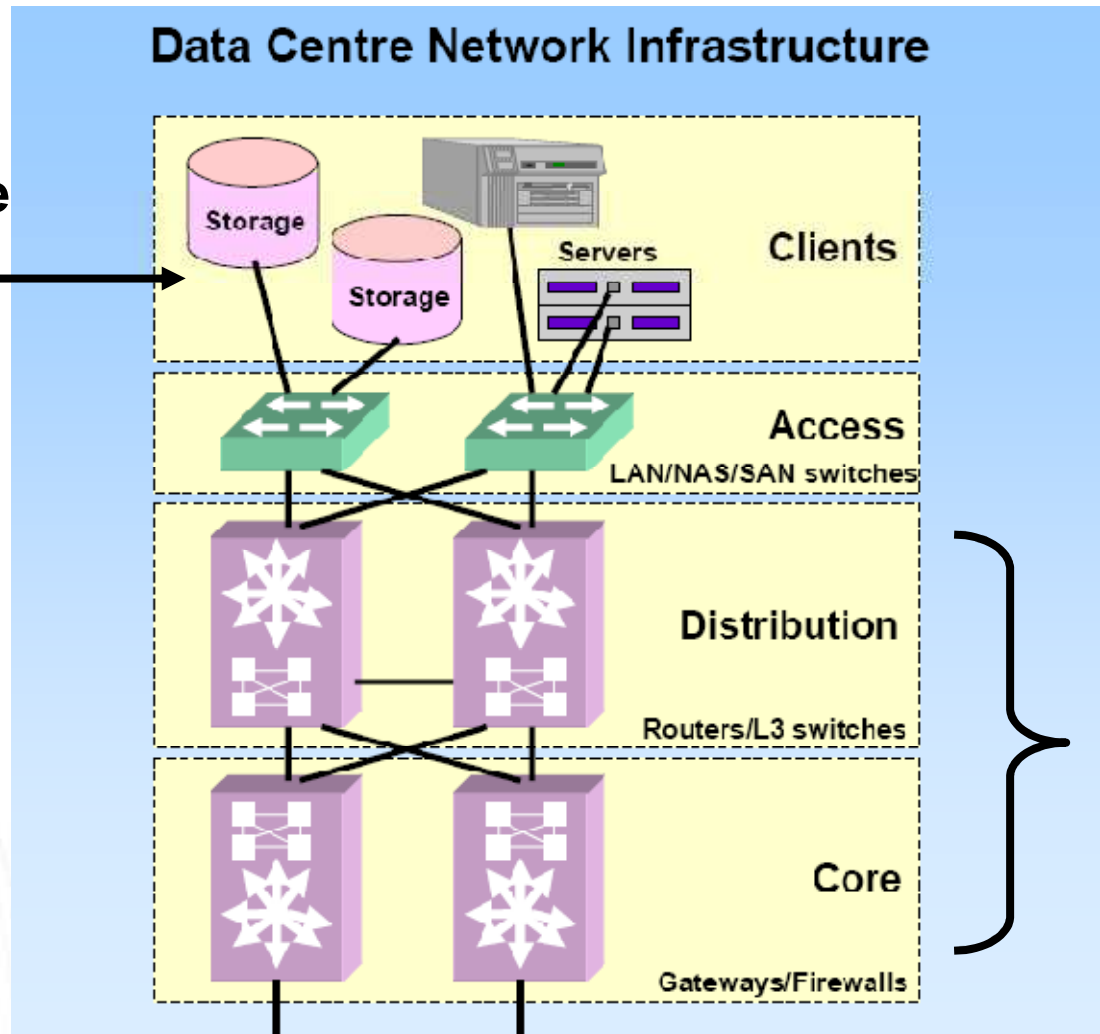 Data Centre Network Infrastructure
e
Storage
Storage
Servers
Clients
Access
LAN/NAS/SAN switches
Distribution
Routers/L3 switches
Core
Gateways/Firewalls